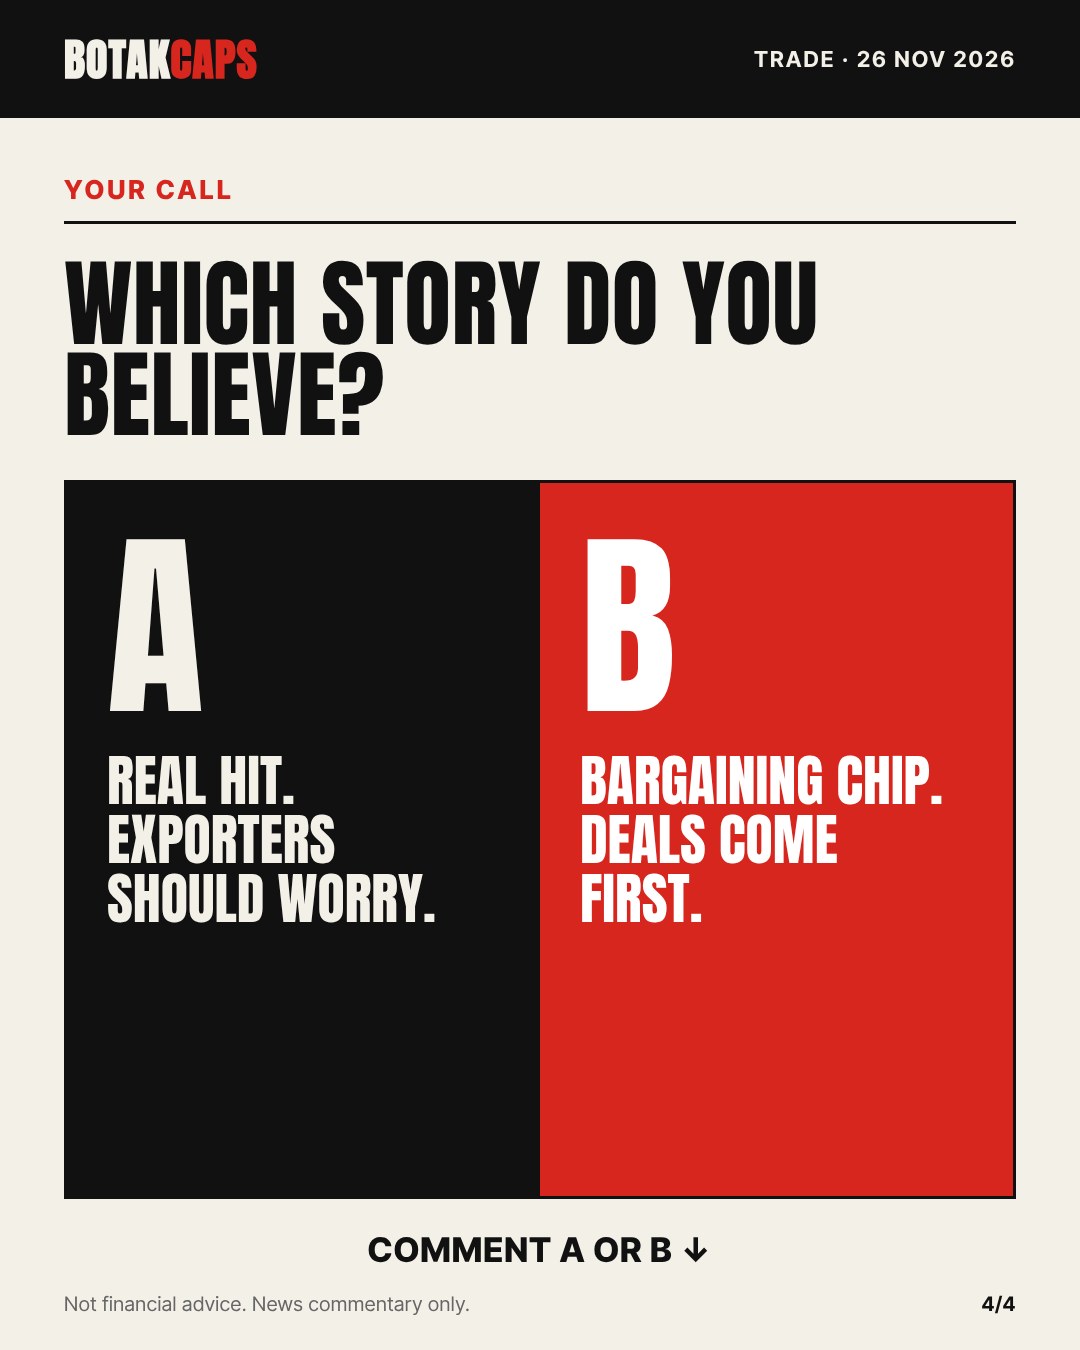 BOTAKCAPS
TRADE · 26 NOV 2026
YOUR CALL
WHICH STORY DO YOU
BELIEVE?
A
REAL HIT.
EXPORTERS
SHOULD WORRY.
B
BARGAINING CHIP.
DEALS COME
FIRST.
COMMENT A OR B ↓
Not financial advice. News commentary only.
4/4